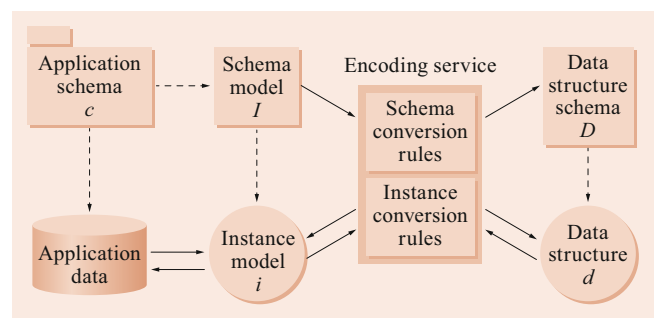 Application
schema
c
Schema
model
I
Encoding service
Schema
conversion
rules
Data
structure
schema
D
Application
data
Instance
model
i
Instance
conversion
rules
Data
structure
d